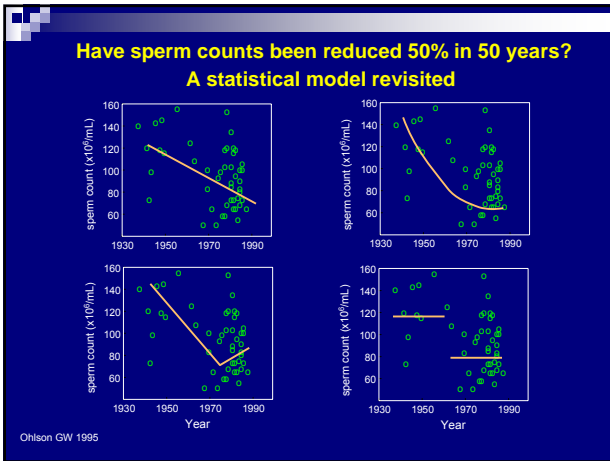 Have sperm counts been reduced 50% in 50 years?
A statistical model revisited
sperm count (x10⁶/mL)
160
140
120
100
80
60
1930 1950 1970 1990
sperm count (x10⁶/mL)
160
140
120
100
80
60
1930 1950 1970 1990
sperm count (x10⁶/mL)
160
140
120
100
80
60
1930 1950 1970 1990
Year
sperm count (x10⁶/mL)
160
140
120
100
80
60
1930 1950 1970 1990
Year
Ohlson GW 1995